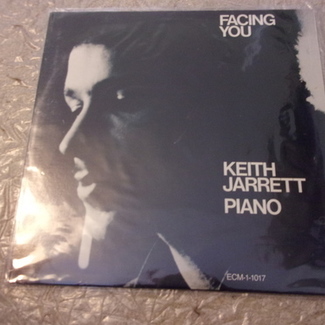 FACING
YOU
KEITH
JARRETT
PIANO
ECM-1-1017